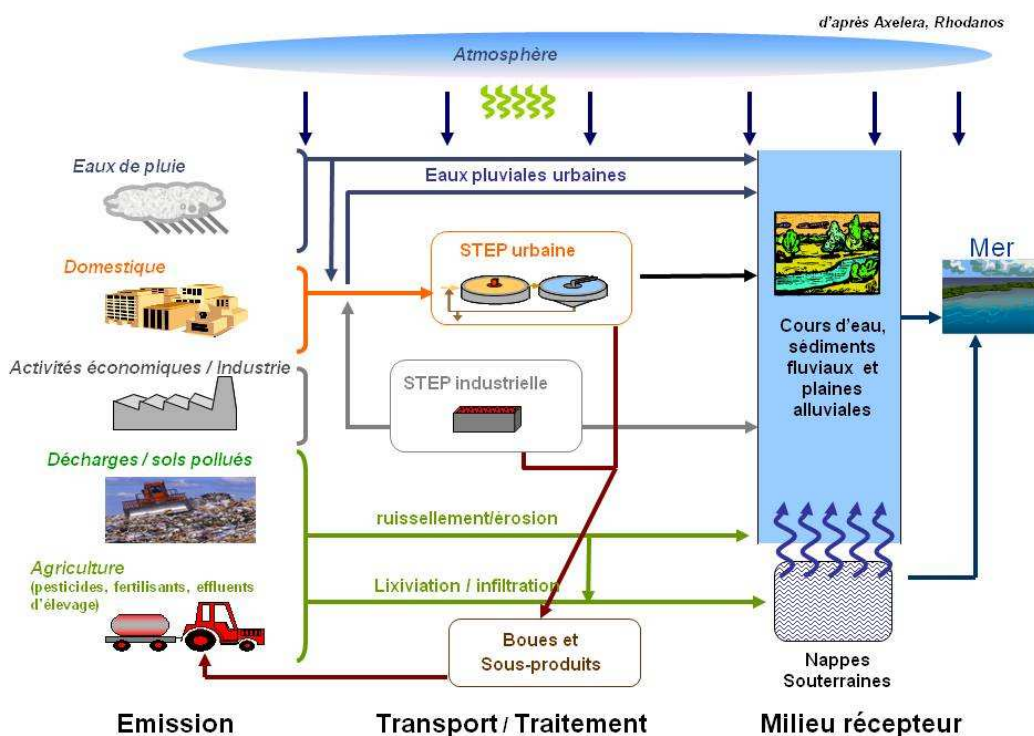 d'après Axelera, Rhodanos
Atmosphère
Eaux de pluie
Eaux pluviales urbaines
Domestique
STEP urbaine
Mer
Cours d'eau,
sédiments
fluviaux et
plaines
alluviales
Activités économiques / Industrie
STEP industrielle
Décharges / sols pollués
ruissellement/érosion
Agriculture
(pesticides, fertilisants, effluents
d'élevage)
Lixiviation / infiltration
Boues et
Sous-produits
Nappes
Souterraines
Emission
Transport / Traitement
Milieu récepteur